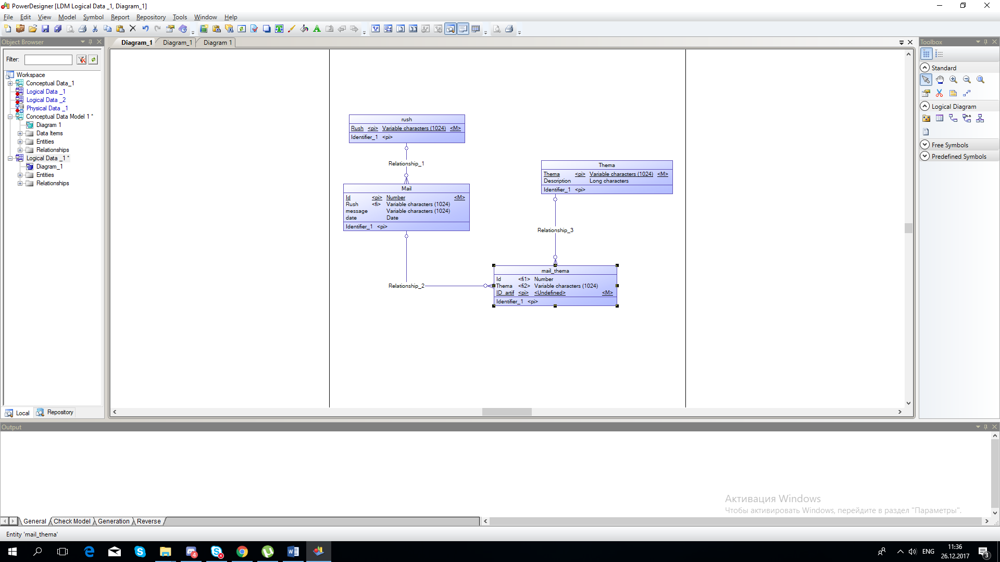 PowerDesigner [LDM Logical Data _1, Diagram_1]
File Edit View Model Symbol Report Repository Tools Window Help
Object Browser
Filter:
Workspace
Conceptual Data_1
Logical Data _1
Logical Data _2
Physical Data _1
Conceptual Data Model 1 *
Diagram 1
Data Items
Entities
Relationships
Logical Data _1 *
Diagram_1
Entities
Relationships
Local Repository
Diagram_1 Diagram_1 Diagram 1
rush
Rush <pi> Variable characters (1024) <M>
Identifier_1 <pi>
Relationship_1
Mail
Id <pi> Number <M>
Rush <fi> Variable characters (1024)
message Variable characters (1024)
date Date
Identifier_1 <pi>
Relationship_2
Thema
Thema <pi> Variable characters (1024) <M>
Description Long characters
Identifier_1 <pi>
Relationship_3
mail_thema
Id <fi1> Number
Thema <fi2> Variable characters (1024)
ID_artif <pi> <Undefined> <M>
Identifier_1 <pi>
Toolbox
Standard
Logical Diagram
Free Symbols
Predefined Symbols
Output
Активация Windows
Чтобы активировать Windows, перейдите в раздел "Параметры".
General Check Model Generation Reverse
Entity 'mail_thema'
4
ENG
11:36
26.12.2017
3